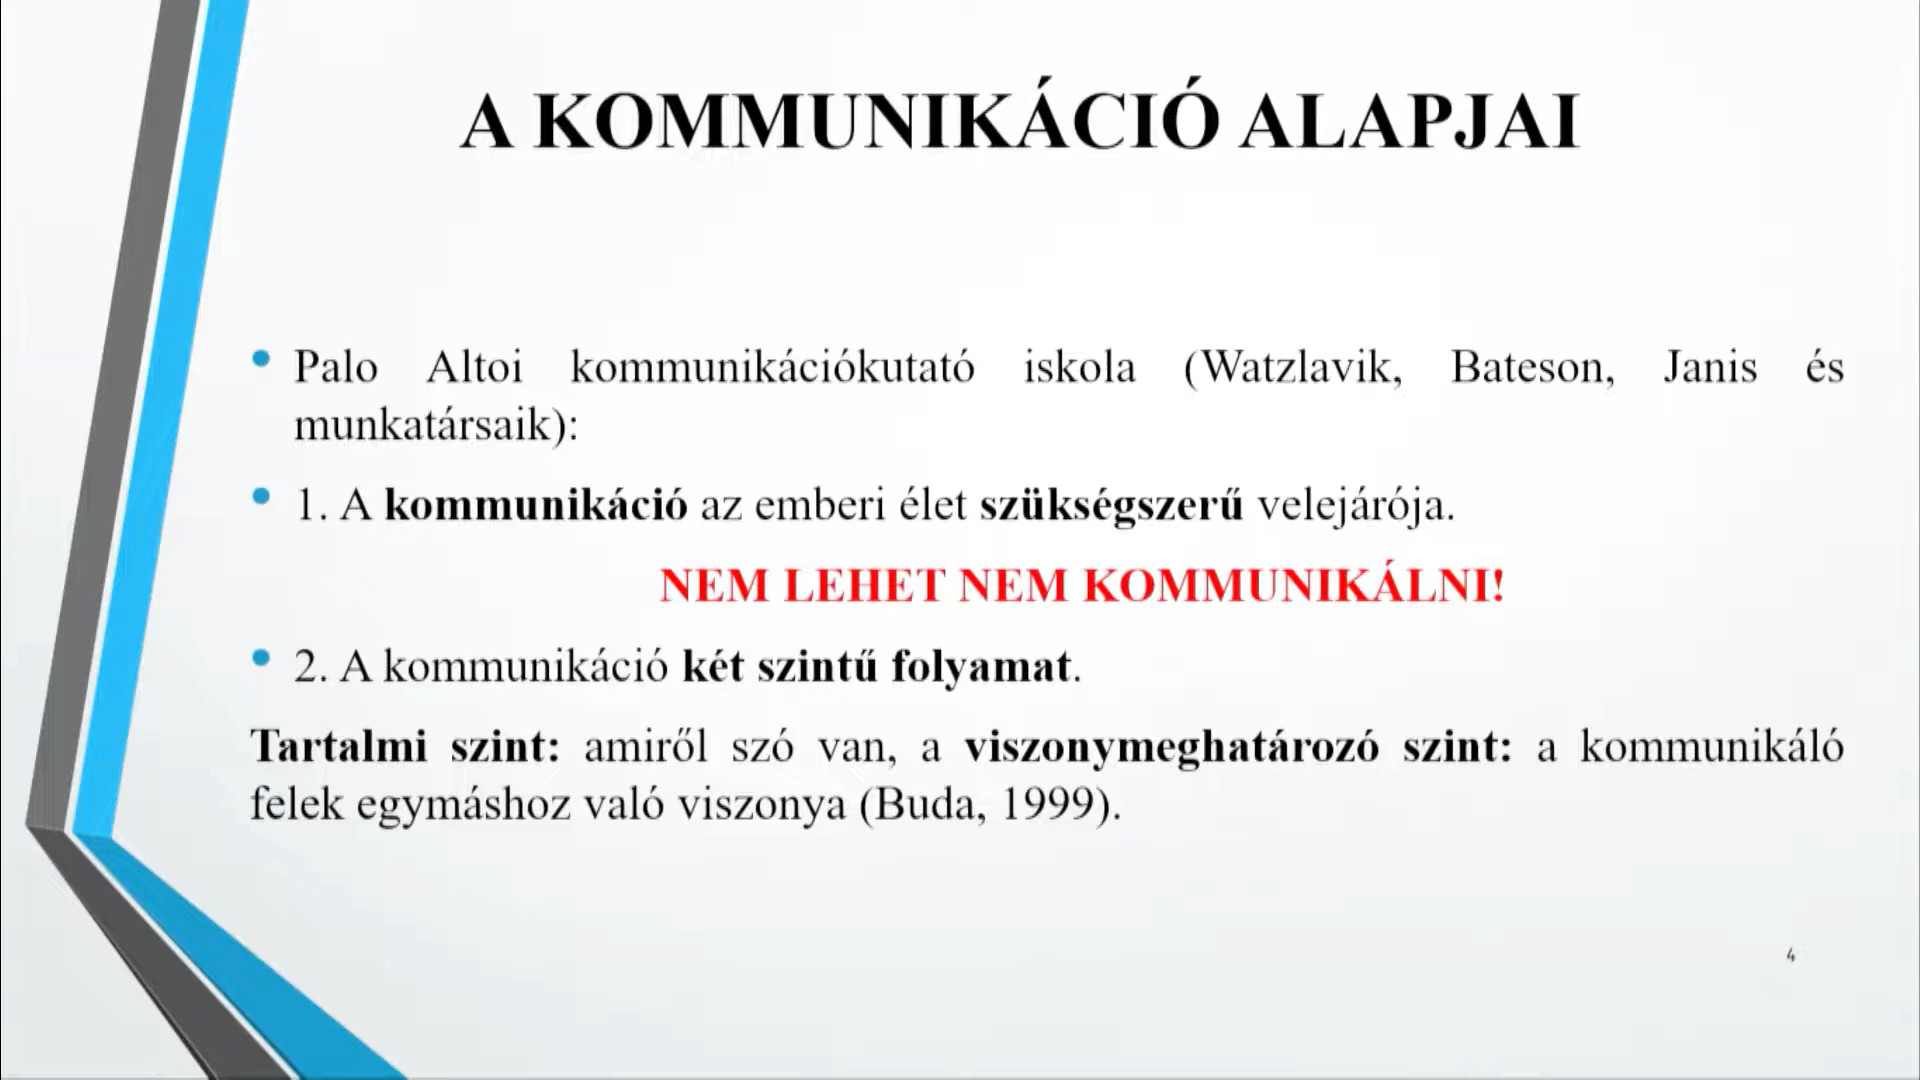 A KOMMUNIKÁCIÓ ALAPJAI
• Palo Altoi kommunikációkutató iskola (Watzlavik, Bateson, Janis és
munkatársaik):
• 1. A kommunikáció az emberi élet szükségszerű velejárója.
NEM LEHET NEM KOMMUNIKÁLNI!
• 2. A kommunikáció két szintű folyamat.
Tartalmi szint: amiről szó van, a viszonymeghatározó szint: a kommunikáló
felek egymáshoz való viszonya (Buda, 1999).
4